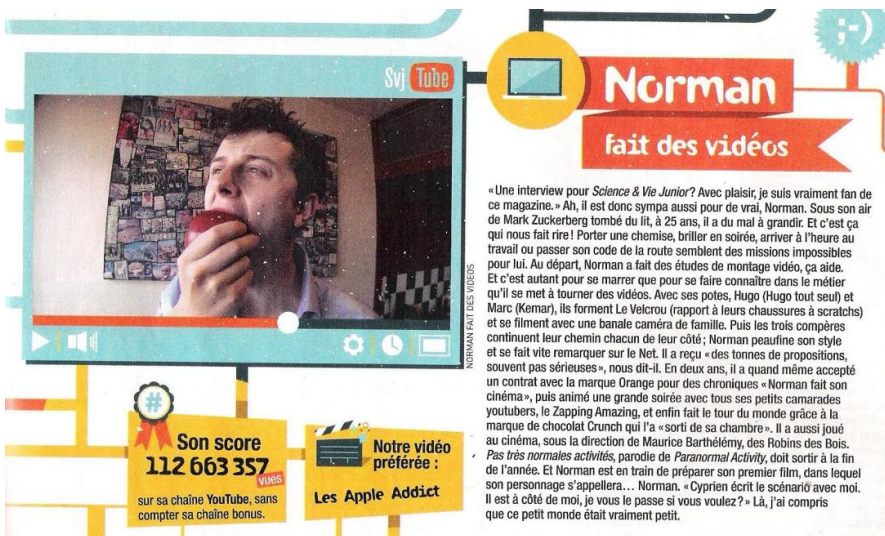 ;-)
Svj Tube
Norman
fait des vidéos
NORMAN FAIT DES VIDEOS
«Une interview pour Science & Vie Junior? Avec plaisir, je suis vraiment fan de
ce magazine.» Ah, il est donc sympa aussi pour de vrai, Norman. Sous son air
de Mark Zuckerberg tombé du lit, à 25 ans, il a du mal à grandir. Et c'est ça
qui nous fait rire! Porter une chemise, briller en soirée, arriver à l'heure au
travail ou passer son code de la route semblent des missions impossibles
pour lui. Au départ, Norman a fait des études de montage vidéo, ça aide.
Et c'est autant pour se marrer que pour se faire connaître dans le métier
qu'il se met à tourner des vidéos. Avec ses potes, Hugo (Hugo tout seul) et
Marc (Kemar), ils forment Le Velcrou (rapport à leurs chaussures à scratchs)
et se filment avec une banale caméra de famille. Puis les trois compères
continuent leur chemin chacun de leur côté; Norman peaufine son style
et se fait vite remarquer sur le Net. Il a reçu «des tonnes de propositions,
souvent pas sérieuses», nous dit-il. En deux ans, il a quand même accepté
un contrat avec la marque Orange pour des chroniques «Norman fait son
cinéma», puis animé une grande soirée avec tous ses petits camarades
youtubers, le Zapping Amazing, et enfin fait le tour du monde grâce à la
marque de chocolat Crunch qui l'a «sorti de sa chambre». Il a aussi joué
au cinéma, sous la direction de Maurice Barthélémy, des Robins des Bois.
Pas très normales activités, parodie de Paranormal Activity, doit sortir à la fin
de l'année. Et Norman est en train de préparer son premier film, dans lequel
son personnage s'appellera... Norman. «Cyprien écrit le scénario avec moi.
Il est à côté de moi, je vous le passe si vous voulez?» Là, j'ai compris
que ce petit monde était vraiment petit.
#
Son score
112 663 357
vues
sur sa chaîne YouTube, sans
compter sa chaîne bonus.
Notre vidéo
préférée :
Les Apple Addict